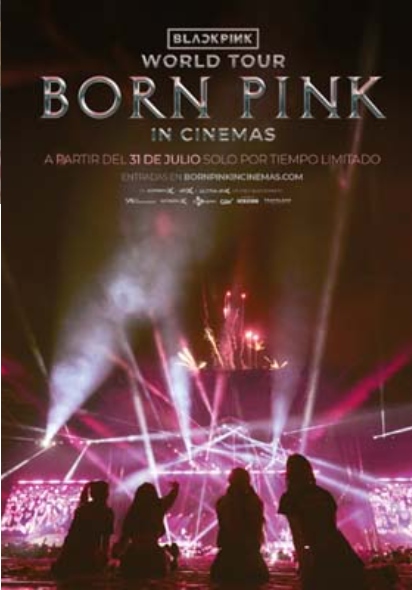 BLACKPINK
WORLD TOUR
BORN PINK
IN CINEMAS
A PARTIR DEL 31 DE JULIO SOLO POR TIEMPO LIMITADO
ENTRADAS EN BORNPINKINCINEMAS.COM